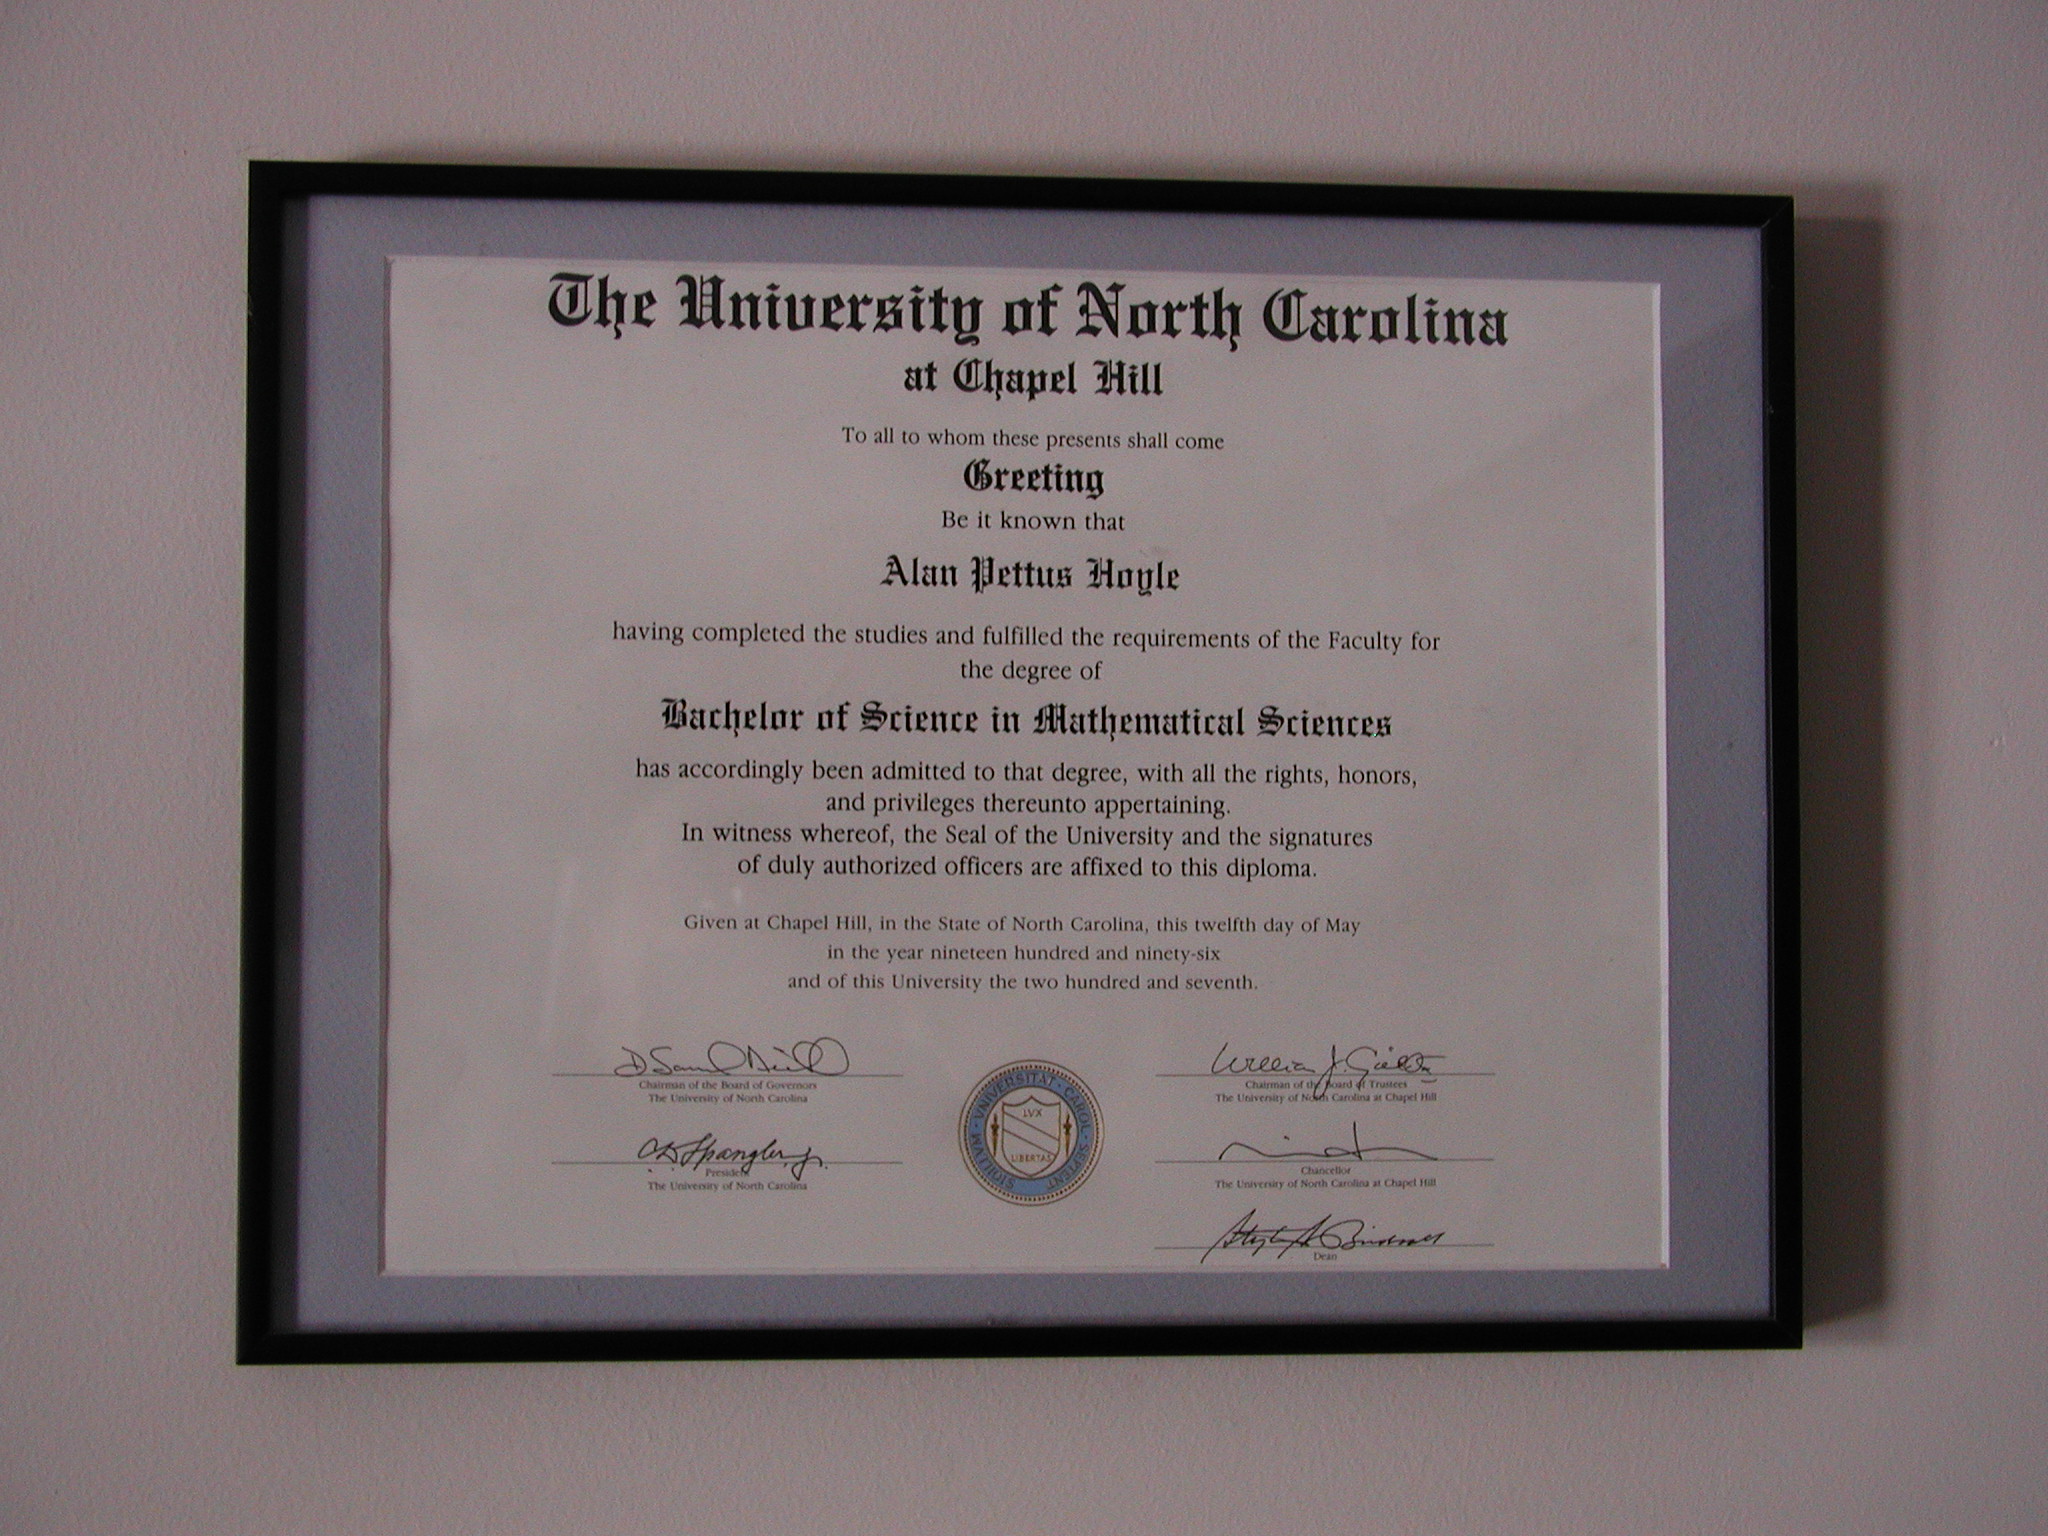 The University of North Carolina
at Chapel Hill
To all to whom these presents shall come
Greeting
Be it known that
Alan Pettus Hoyle
having completed the studies and fulfilled the requirements of the Faculty for
the degree of
Bachelor of Science in Mathematical Sciences
has accordingly been admitted to that degree, with all the rights, honors,
and privileges thereunto appertaining.
In witness whereof, the Seal of the University and the signatures
of duly authorized officers are affixed to this diploma.
Given at Chapel Hill, in the State of North Carolina, this twelfth day of May
in the year nineteen hundred and ninety-six
and of this University the two hundred and seventh.
Chairman of the Board of Governors
The University of North Carolina
CD Spangler Jr.
President
The University of North Carolina
SIGILLVM · UNIVERSITAT · CAROL · SEPTENT
LVX
LIBERTAS
William J.
Chairman of the Board of Trustees
The University of North Carolina at Chapel Hill
Chancellor
The University of North Carolina at Chapel Hill
Dean